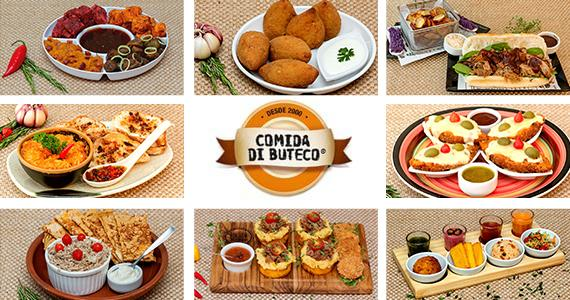 • DESDE 2000 •
COMIDA
DI BUTECO®